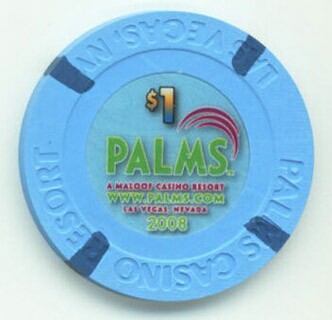 $1
PALMS
A MALOOF CASINO RESORT
WWW.PALMS.COM
LAS VEGAS, NEVADA
2008
LAS VEGAS, NV
PALMS CASINO RESORT